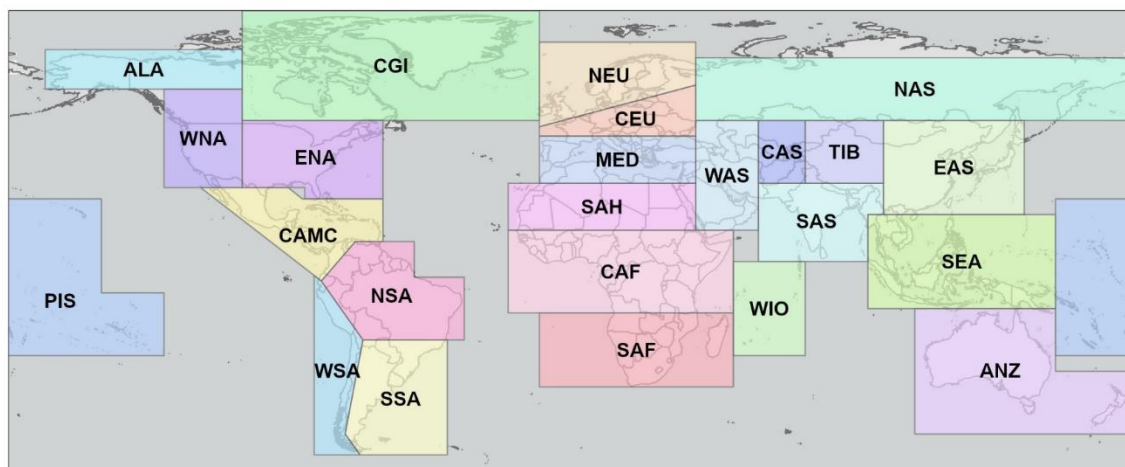 ALA
CGI
NEU
NAS
WNA
ENA
CEU
MED
WAS
CAS
TIB
EAS
SAH
SAS
CAMC
CAF
SEA
PIS
NSA
WIO
SAF
WSA
SSA
ANZ